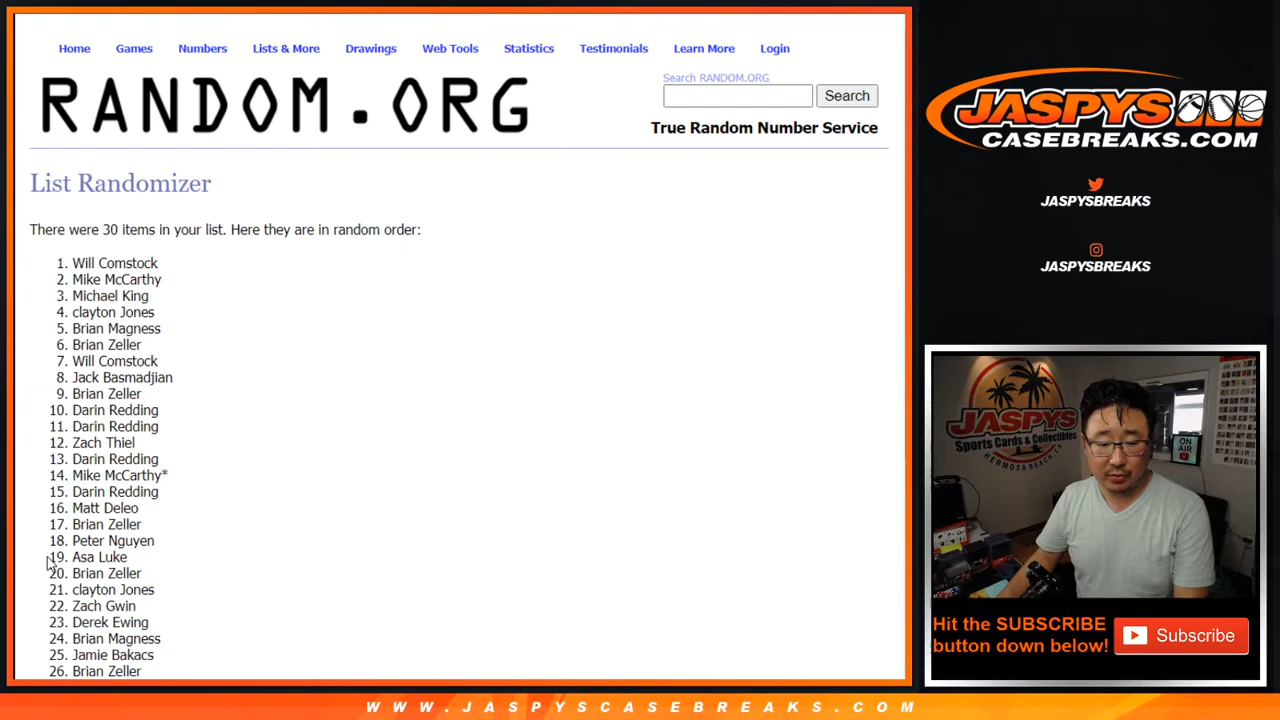 Home Games Numbers Lists & More Drawings Web Tools Statistics Testimonials Learn More Login
RANDOM.ORG
Search RANDOM.ORG
Search
True Random Number Service
List Randomizer
There were 30 items in your list. Here they are in random order:
1. Will Comstock
2. Mike McCarthy
3. Michael King
4. clayton Jones
5. Brian Magness
6. Brian Zeller
7. Will Comstock
8. Jack Basmadjian
9. Brian Zeller
10. Darin Redding
11. Darin Redding
12. Zach Thiel
13. Darin Redding
14. Mike McCarthy*
15. Darin Redding
16. Matt Deleo
17. Brian Zeller
18. Peter Nguyen
19. Asa Luke
20. Brian Zeller
21. clayton Jones
22. Zach Gwin
23. Derek Ewing
24. Brian Magness
25. Jamie Bakacs
26. Brian Zeller
JASPYS
CASEBREAKS.COM
JASPYSBREAKS
JASPYSBREAKS
JASPYS
Sports Cards & Collectibles
HERMOSA BEACH, CA
ON
AIR
Hit the SUBSCRIBE
button down below!
Subscribe
WWW.JASPYSCASEBREAKS.COM